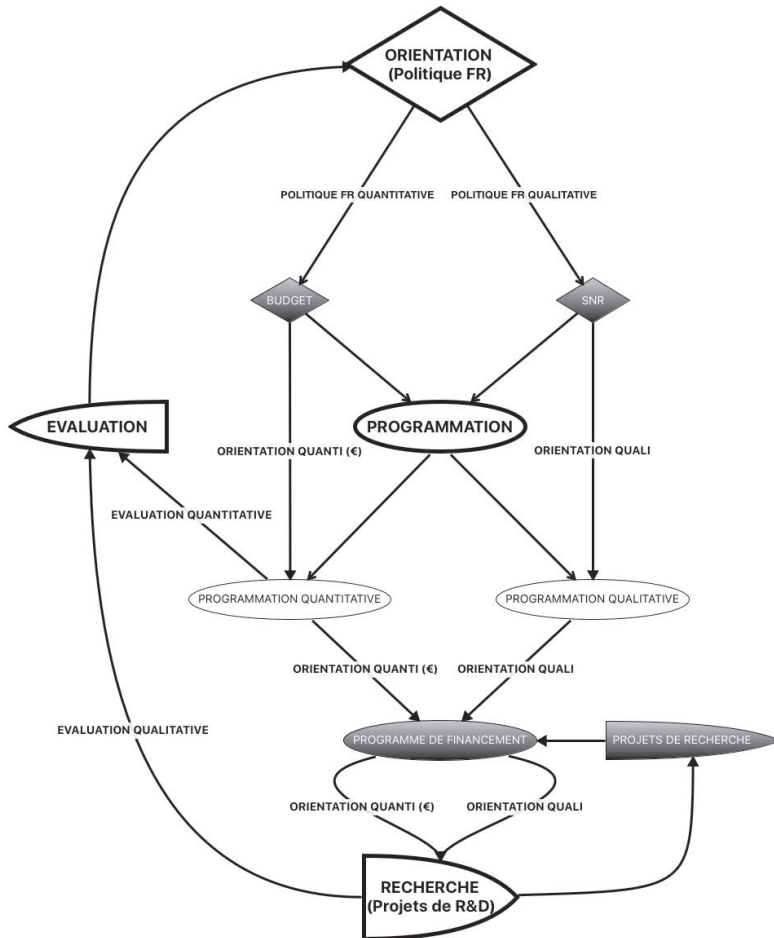 ORIENTATION
(Politique FR)
POLITIQUE FR QUANTITATIVE
POLITIQUE FR QUALITATIVE
BUDGET
SNR
EVALUATION
PROGRAMMATION
ORIENTATION QUANTI (€)
ORIENTATION QUALI
EVALUATION QUANTITATIVE
PROGRAMMATION QUANTITATIVE
PROGRAMMATION QUALITATIVE
ORIENTATION QUANTI (€)
ORIENTATION QUALI
EVALUATION QUALITATIVE
PROGRAMME DE FINANCEMENT
PROJETS DE RECHERCHE
ORIENTATION QUANTI (€)
ORIENTATION QUALI
RECHERCHE
(Projets de R&D)